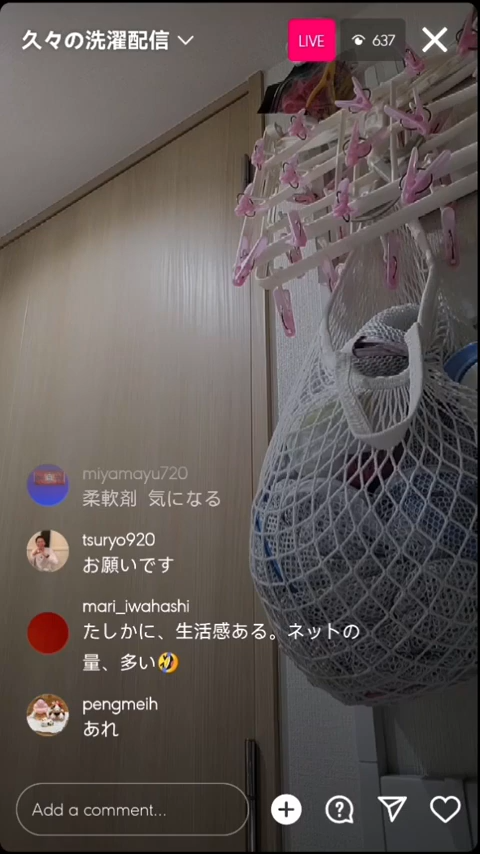 久々の洗濯配信
LIVE
637
miyamayu720
柔軟剤 気になる
tsuryo920
お願いです
mari_iwahashi
たしかに、生活感ある。ネットの
量、多い🤣
pengmeih
あれ
Add a comment...